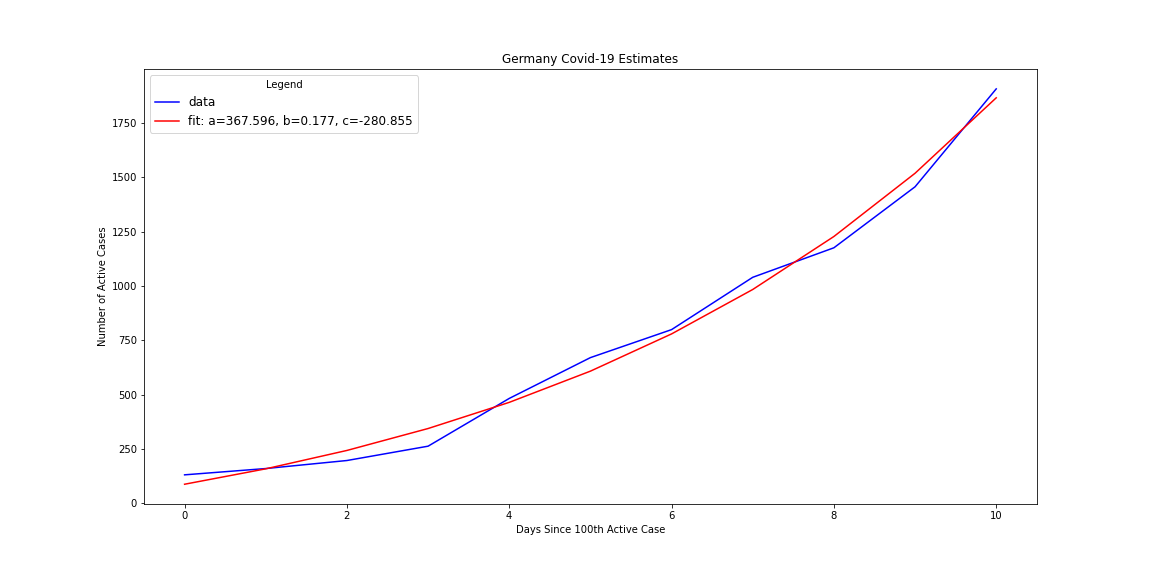 Germany Covid-19 Estimates
Legend
data
fit: a=367.596, b=0.177, c=-280.855
Number of Active Cases
1750
1500
1250
1000
750
500
250
0
0 2 4 6 8 10
Days Since 100th Active Case